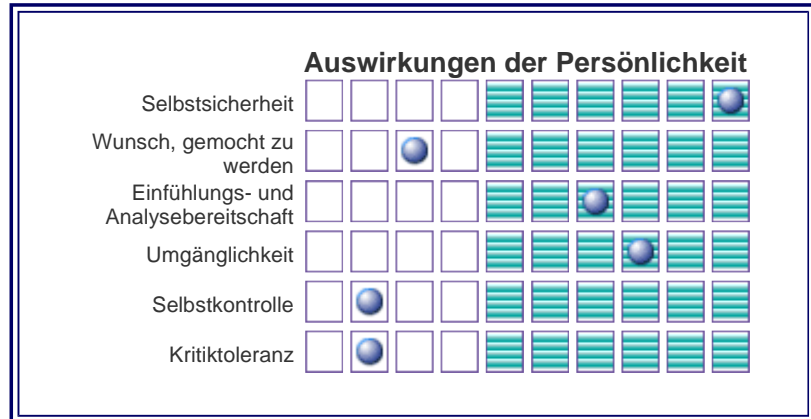 Auswirkungen der Persönlichkeit
Selbstsicherheit
Wunsch, gemocht zu
werden
Einfühlungs- und
Analysebereitschaft
Umgänglichkeit
Selbstkontrolle
Kritiktoleranz